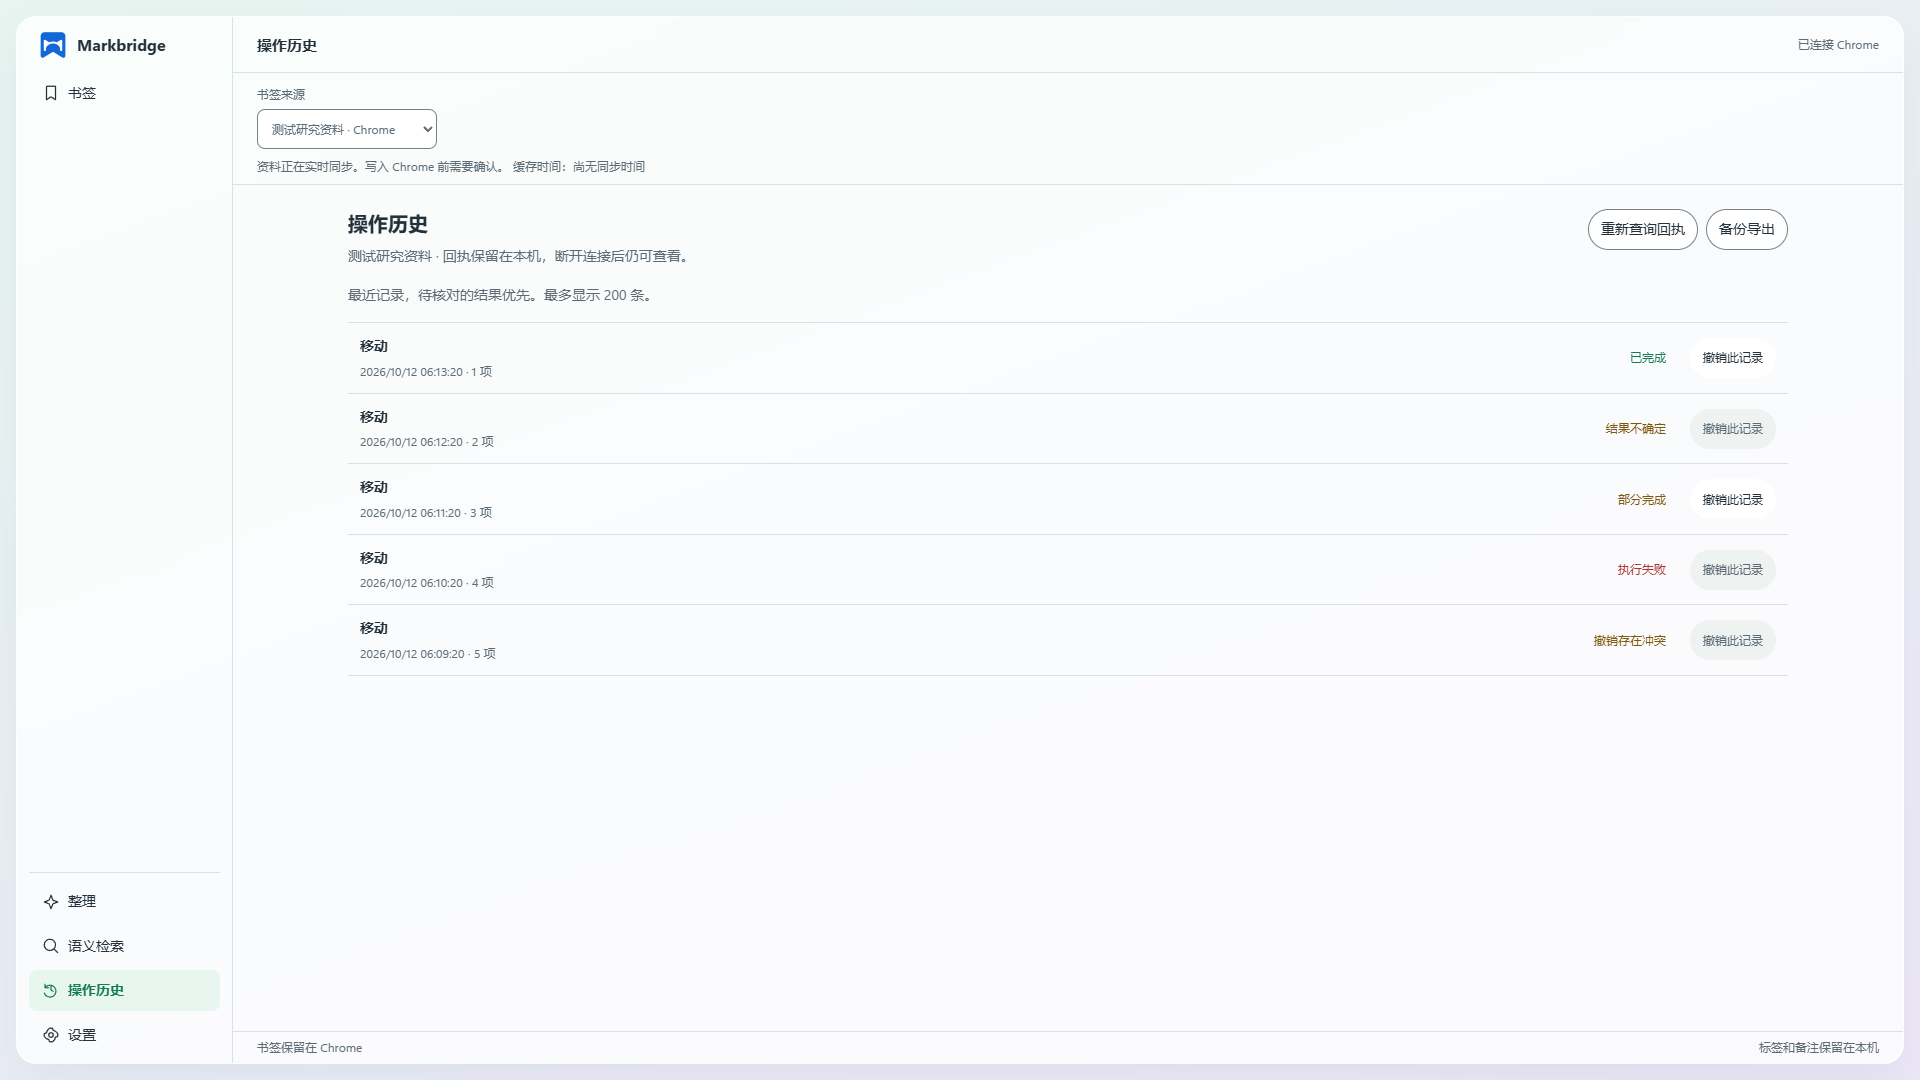 Markbridge
书签
整理
语义检索
操作历史
设置
操作历史
已连接 Chrome
书签来源
测试研究资料 · Chrome
资料正在实时同步。写入 Chrome 前需要确认。 缓存时间：尚无同步时间
操作历史
重新查询回执
备份导出
测试研究资料 · 回执保留在本机，断开连接后仍可查看。
最近记录，待核对的结果优先。最多显示 200 条。
移动
2026/10/12 06:13:20 · 1 项
已完成
撤销此记录
移动
2026/10/12 06:12:20 · 2 项
结果不确定
撤销此记录
移动
2026/10/12 06:11:20 · 3 项
部分完成
撤销此记录
移动
2026/10/12 06:10:20 · 4 项
执行失败
撤销此记录
移动
2026/10/12 06:09:20 · 5 项
撤销存在冲突
撤销此记录
书签保留在 Chrome
标签和备注保留在本机